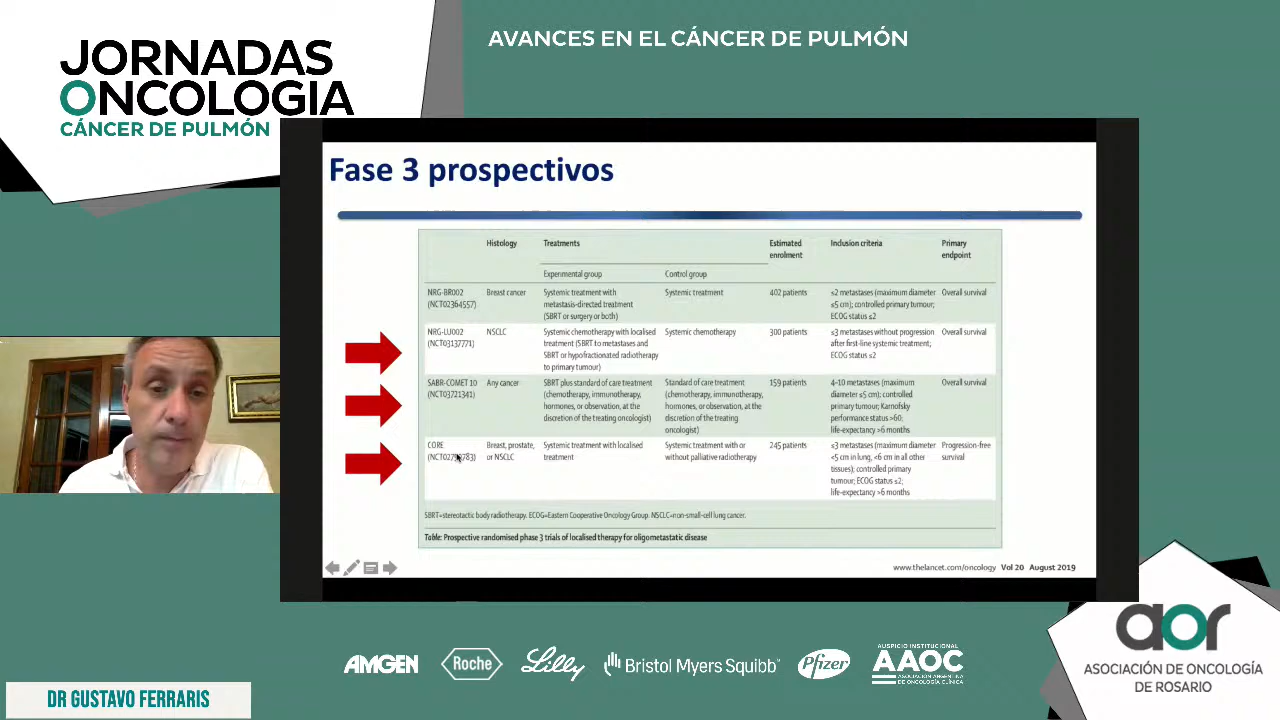 JORNADAS
ONCOLOGIA
CÁNCER DE PULMÓN
AVANCES EN EL CÁNCER DE PULMÓN
Fase 3 prospectivos
Histology Treatments Estimated enrolment Inclusion criteria Primary endpoint
Experimental group Control group
NRG-BR002 (NCT02364557) Breast cancer Systemic treatment with metastasis-directed treatment (SBRT or surgery or both) Systemic treatment 402 patients ≤2 metastases (maximum diameter ≤5 cm); controlled primary tumour; ECOG status ≤2 Overall survival
NRG-LU002 (NCT03137771) NSCLC Systemic chemotherapy with localised treatment (SBRT to metastases and SBRT or hypofractionated radiotherapy to primary tumour) Systemic chemotherapy 300 patients ≤3 metastases without progression after first-line systemic treatment; ECOG status ≤2 Overall survival
SABR-COMET 10 (NCT03721341) Any cancer SBRT plus standard of care treatment (chemotherapy, immunotherapy, hormones, or observation, at the discretion of the treating oncologist) Standard of care treatment (chemotherapy, immunotherapy, hormones, or observation, at the discretion of the treating oncologist) 159 patients 4-10 metastases (maximum diameter ≤5 cm); controlled primary tumour; Karnofsky performance status >60; life-expectancy >6 months Overall survival
CORE Breast, prostate, or NSCLC Systemic treatment with localised treatment Systemic treatment with or without palliative radiotherapy 245 patients ≤3 metastases (maximum diameter <5 cm in lung, <6 cm in all other tissues); controlled primary tumour; ECOG status ≤2; life-expectancy >6 months Progression-free survival
SBRT=stereotactic body radiotherapy. ECOG=Eastern Cooperative Oncology Group. NSCLC=non-small-cell lung cancer.
Table: Prospective randomised phase 3 trials of localised therapy for oligometastatic disease
www.thelancet.com/oncology Vol 20 August 2019
AMGEN
Roche
Lilly
Bristol Myers Squibb
Pfizer
AUSPICIO INSTITUCIONAL
AAOC
ASOCIACIÓN ARGENTINA
DE ONCOLOGÍA CLÍNICA
aor
ASOCIACIÓN DE ONCOLOGÍA
DE ROSARIO
DR GUSTAVO FERRARIS